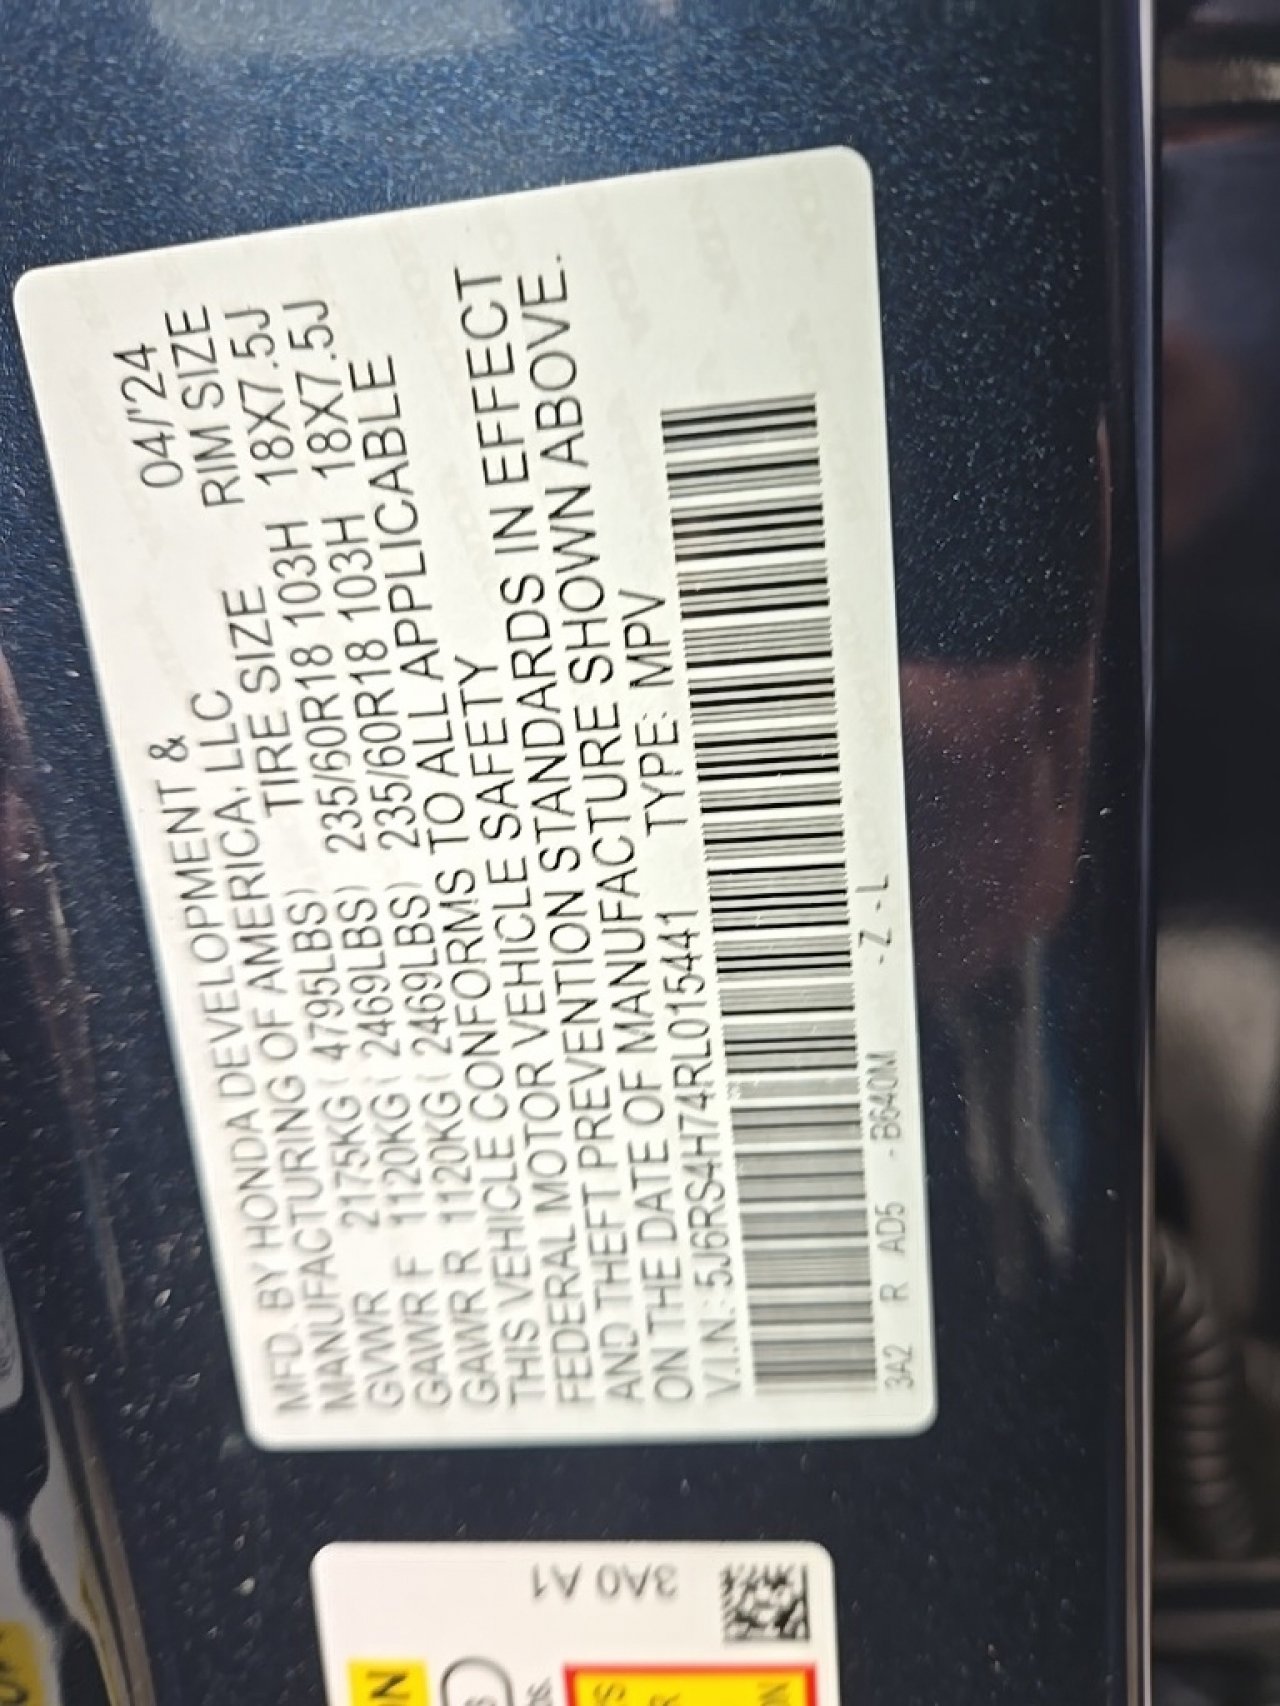 MFD. BY HONDA DEVELOPMENT & 04/'24
MANUFACTURING OF AMERICA, LLC RIM SIZE
TIRE SIZE
GVWR 2175KG ( 4795LBS) 235/60R18 103H 18X7.5J
GAWR F 1120KG ( 2469LBS) 235/60R18 103H 18X7.5J
GAWR R 1120KG ( 2469LBS)
THIS VEHICLE CONFORMS TO ALL APPLICABLE
FEDERAL MOTOR VEHICLE SAFETY
AND THEFT PREVENTION STANDARDS IN EFFECT
ON THE DATE OF MANUFACTURE SHOWN ABOVE.
V.I.N.: 5J6RS4H74RL015441 TYPE: MPV
3A2 R AD5 -B640M -Z -L
3A0 A1